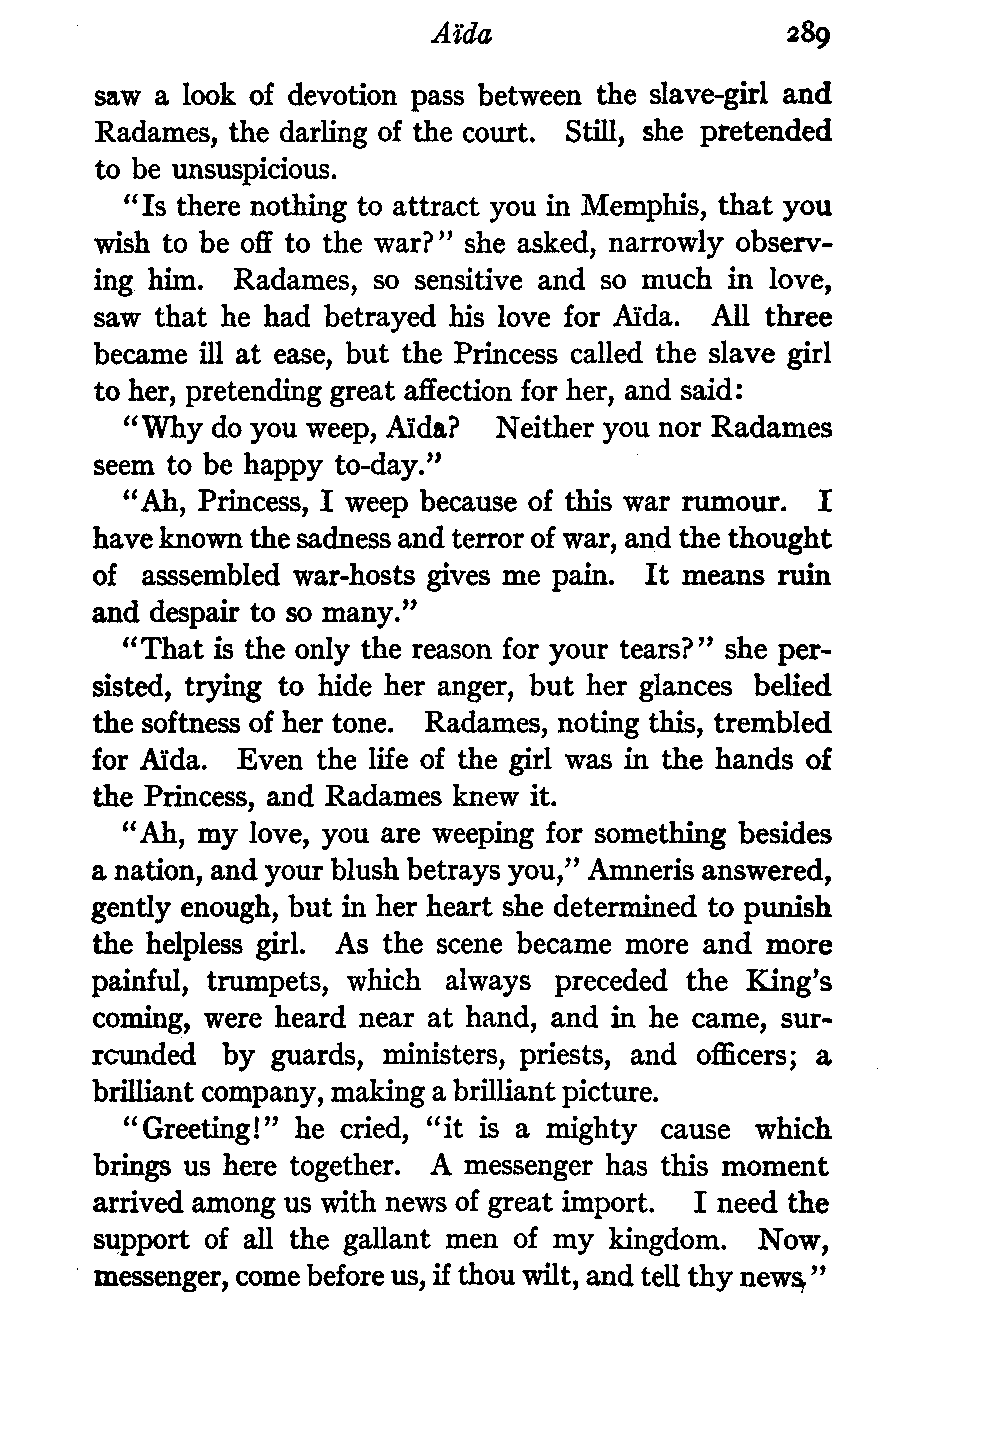 Aïda 289
saw a look of devotion pass between the slave-girl and
Radames, the darling of the court. Still, she pretended
to be unsuspicious.
“Is there nothing to attract you in Memphis, that you
wish to be off to the war?” she asked, narrowly observ-
ing him. Radames, so sensitive and so much in love,
saw that he had betrayed his love for Aïda. All three
became ill at ease, but the Princess called the slave girl
to her, pretending great affection for her, and said:
“Why do you weep, Aïda? Neither you nor Radames
seem to be happy to-day.”
“Ah, Princess, I weep because of this war rumour. I
have known the sadness and terror of war, and the thought
of asssembled war-hosts gives me pain. It means ruin
and despair to so many.”
“That is the only the reason for your tears?” she per-
sisted, trying to hide her anger, but her glances belied
the softness of her tone. Radames, noting this, trembled
for Aïda. Even the life of the girl was in the hands of
the Princess, and Radames knew it.
“Ah, my love, you are weeping for something besides
a nation, and your blush betrays you,” Amneris answered,
gently enough, but in her heart she determined to punish
the helpless girl. As the scene became more and more
painful, trumpets, which always preceded the King’s
coming, were heard near at hand, and in he came, sur-
rcunded by guards, ministers, priests, and officers; a
brilliant company, making a brilliant picture.
“Greeting!” he cried, “it is a mighty cause which
brings us here together. A messenger has this moment
arrived among us with news of great import. I need the
support of all the gallant men of my kingdom. Now,
messenger, come before us, if thou wilt, and tell thy news,”